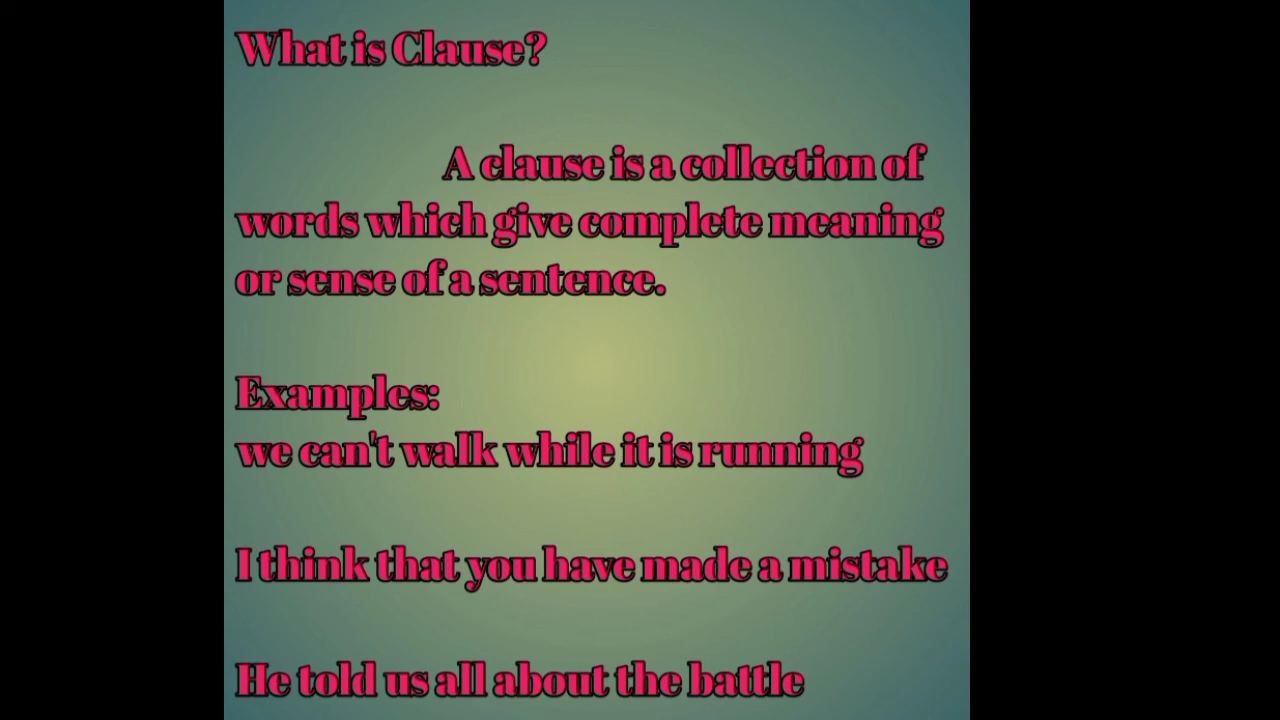 What is Clause?
A clause is a collection of
words which give complete meaning
or sense of a sentence.
Examples:
we can't walk while it is running
I think that you have made a mistake
He told us all about the battle